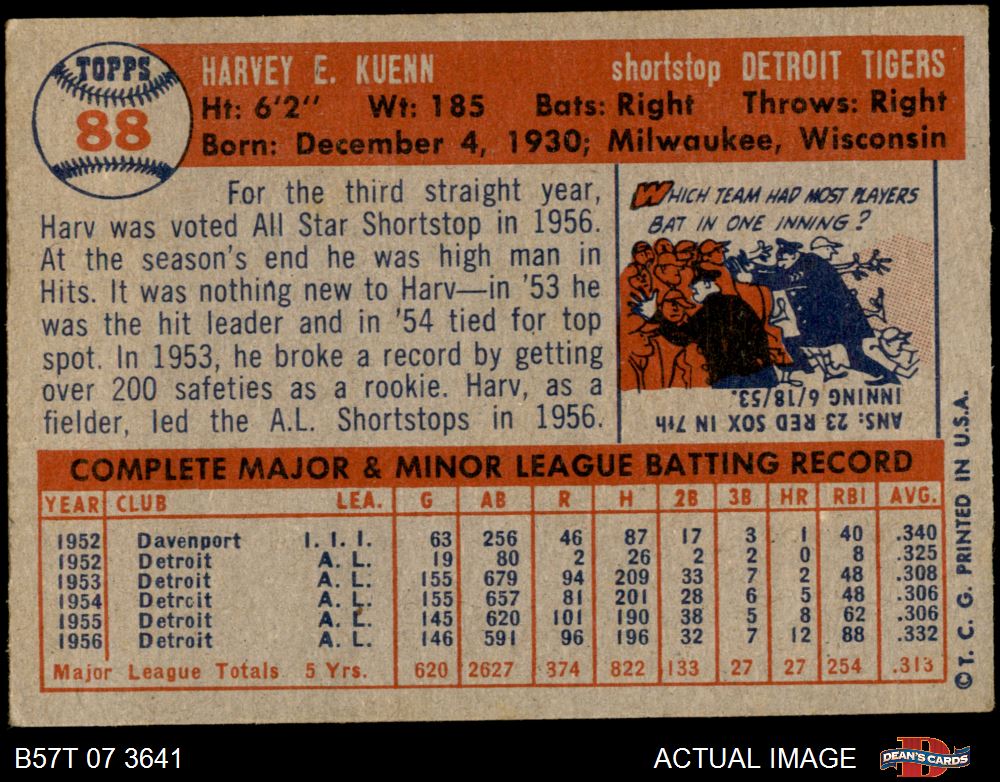 TOPPS
88
HARVEY E. KUENN shortstop DETROIT TIGERS
Ht: 6'2" Wt: 185 Bats: Right Throws: Right
Born: December 4, 1930; Milwaukee, Wisconsin
For the third straight year,
Harv was voted All Star Shortstop in 1956.
At the season's end he was high man in
Hits. It was nothing new to Harv—in '53 he
was the hit leader and in '54 tied for top
spot. In 1953, he broke a record by getting
over 200 safeties as a rookie. Harv, as a
fielder, led the A.L. Shortstops in 1956.
WHICH TEAM HAD MOST PLAYERS
BAT IN ONE INNING?
ANS: 23 RED SOX IN 7th
INNING 6/18/53.
COMPLETE MAJOR & MINOR LEAGUE BATTING RECORD
YEAR CLUB LEA. G AB R H 2B 3B HR RBI AVG.
1952 Davenport I. I. I. 63 256 46 87 17 3 1 40 .340
1952 Detroit A. L. 19 80 2 26 2 2 0 8 .325
1953 Detroit A. L. 155 679 94 209 33 7 2 48 .308
1954 Detroit A. L. 155 657 81 201 28 6 5 48 .306
1955 Detroit A. L. 145 620 101 190 38 5 8 62 .306
1956 Detroit A. L. 146 591 96 196 32 7 12 88 .332
Major League Totals 5 Yrs. 620 2627 374 822 133 27 27 254 .313
© T. C. G. PRINTED IN U.S.A.
B57T 07 3641 ACTUAL IMAGE
D
DEAN'S CARDS